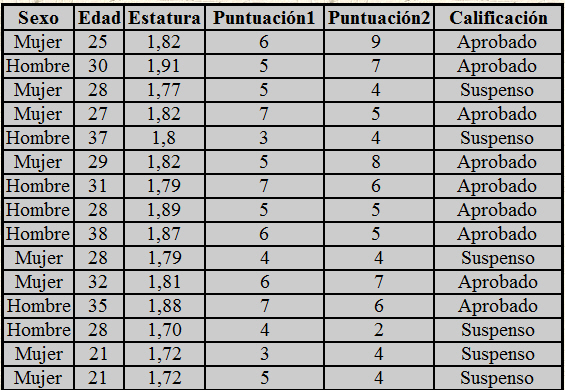 Sexo Edad Estatura Puntuación1 Puntuación2 Calificación
Mujer 25 1,82 6 9 Aprobado
Hombre 30 1,91 5 7 Aprobado
Mujer 28 1,77 5 4 Suspenso
Mujer 27 1,82 7 5 Aprobado
Hombre 37 1,8 3 4 Suspenso
Mujer 29 1,82 5 8 Aprobado
Hombre 31 1,79 7 6 Aprobado
Hombre 28 1,89 5 5 Aprobado
Hombre 38 1,87 6 5 Aprobado
Mujer 28 1,79 4 4 Suspenso
Mujer 32 1,81 6 7 Aprobado
Hombre 35 1,88 7 6 Aprobado
Hombre 28 1,70 4 2 Suspenso
Mujer 21 1,72 3 4 Suspenso
Mujer 21 1,72 5 4 Suspenso